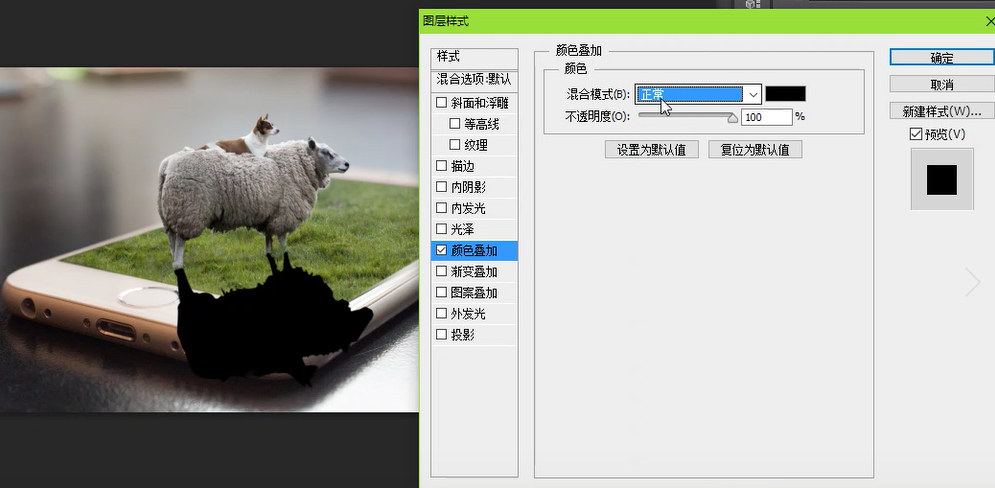 图层样式
样式
混合选项:默认
斜面和浮雕
等高线
纹理
描边
内阴影
内发光
光泽
颜色叠加
渐变叠加
图案叠加
外发光
投影
颜色叠加
颜色
混合模式(B): 正常
不透明度(O): 100 %
设置为默认值 复位为默认值
确定
取消
新建样式(W)...
预览(V)